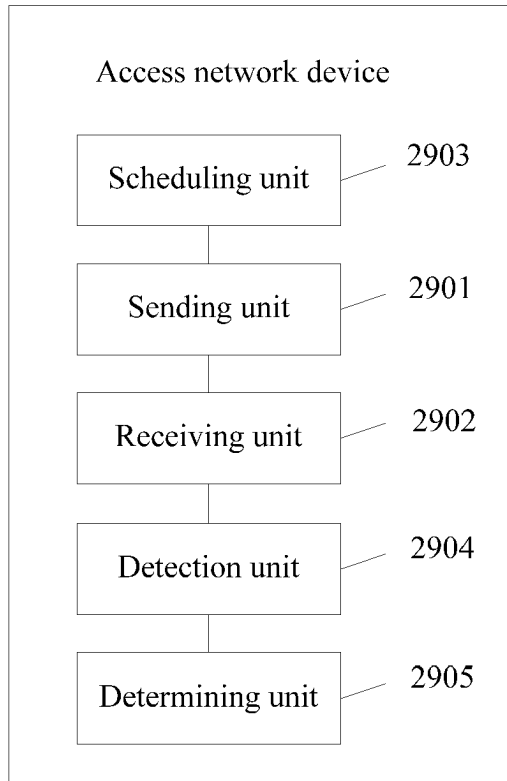 Access network device
Scheduling unit
2903
Sending unit
2901
Receiving unit
2902
Detection unit
2904
Determining unit
2905